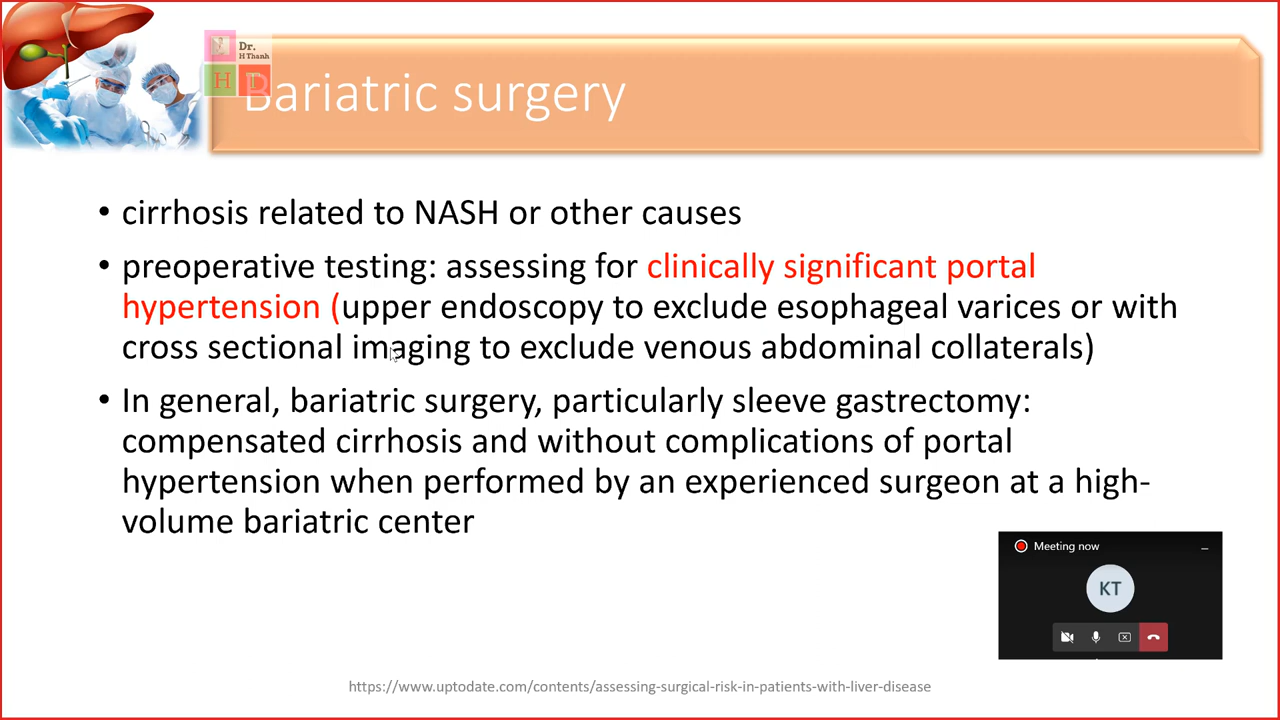 Dr.
H Thanh
H T
Bariatric surgery
• cirrhosis related to NASH or other causes
• preoperative testing: assessing for clinically significant portal
hypertension (upper endoscopy to exclude esophageal varices or with
cross sectional imaging to exclude venous abdominal collaterals)
• In general, bariatric surgery, particularly sleeve gastrectomy:
compensated cirrhosis and without complications of portal
hypertension when performed by an experienced surgeon at a high-
volume bariatric center
Meeting now
KT
https://www.uptodate.com/contents/assessing-surgical-risk-in-patients-with-liver-disease